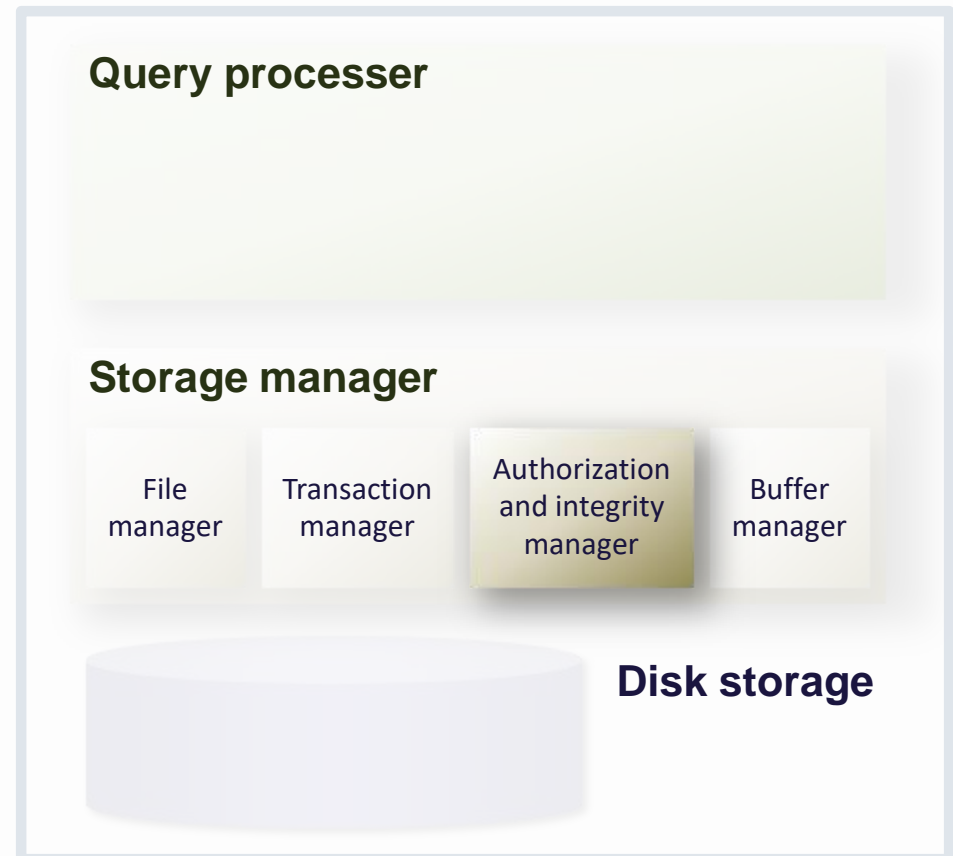 Query processer
Storage manager
File
manager
Transaction
manager
Authorization
and integrity
manager
Buffer
manager
Disk storage